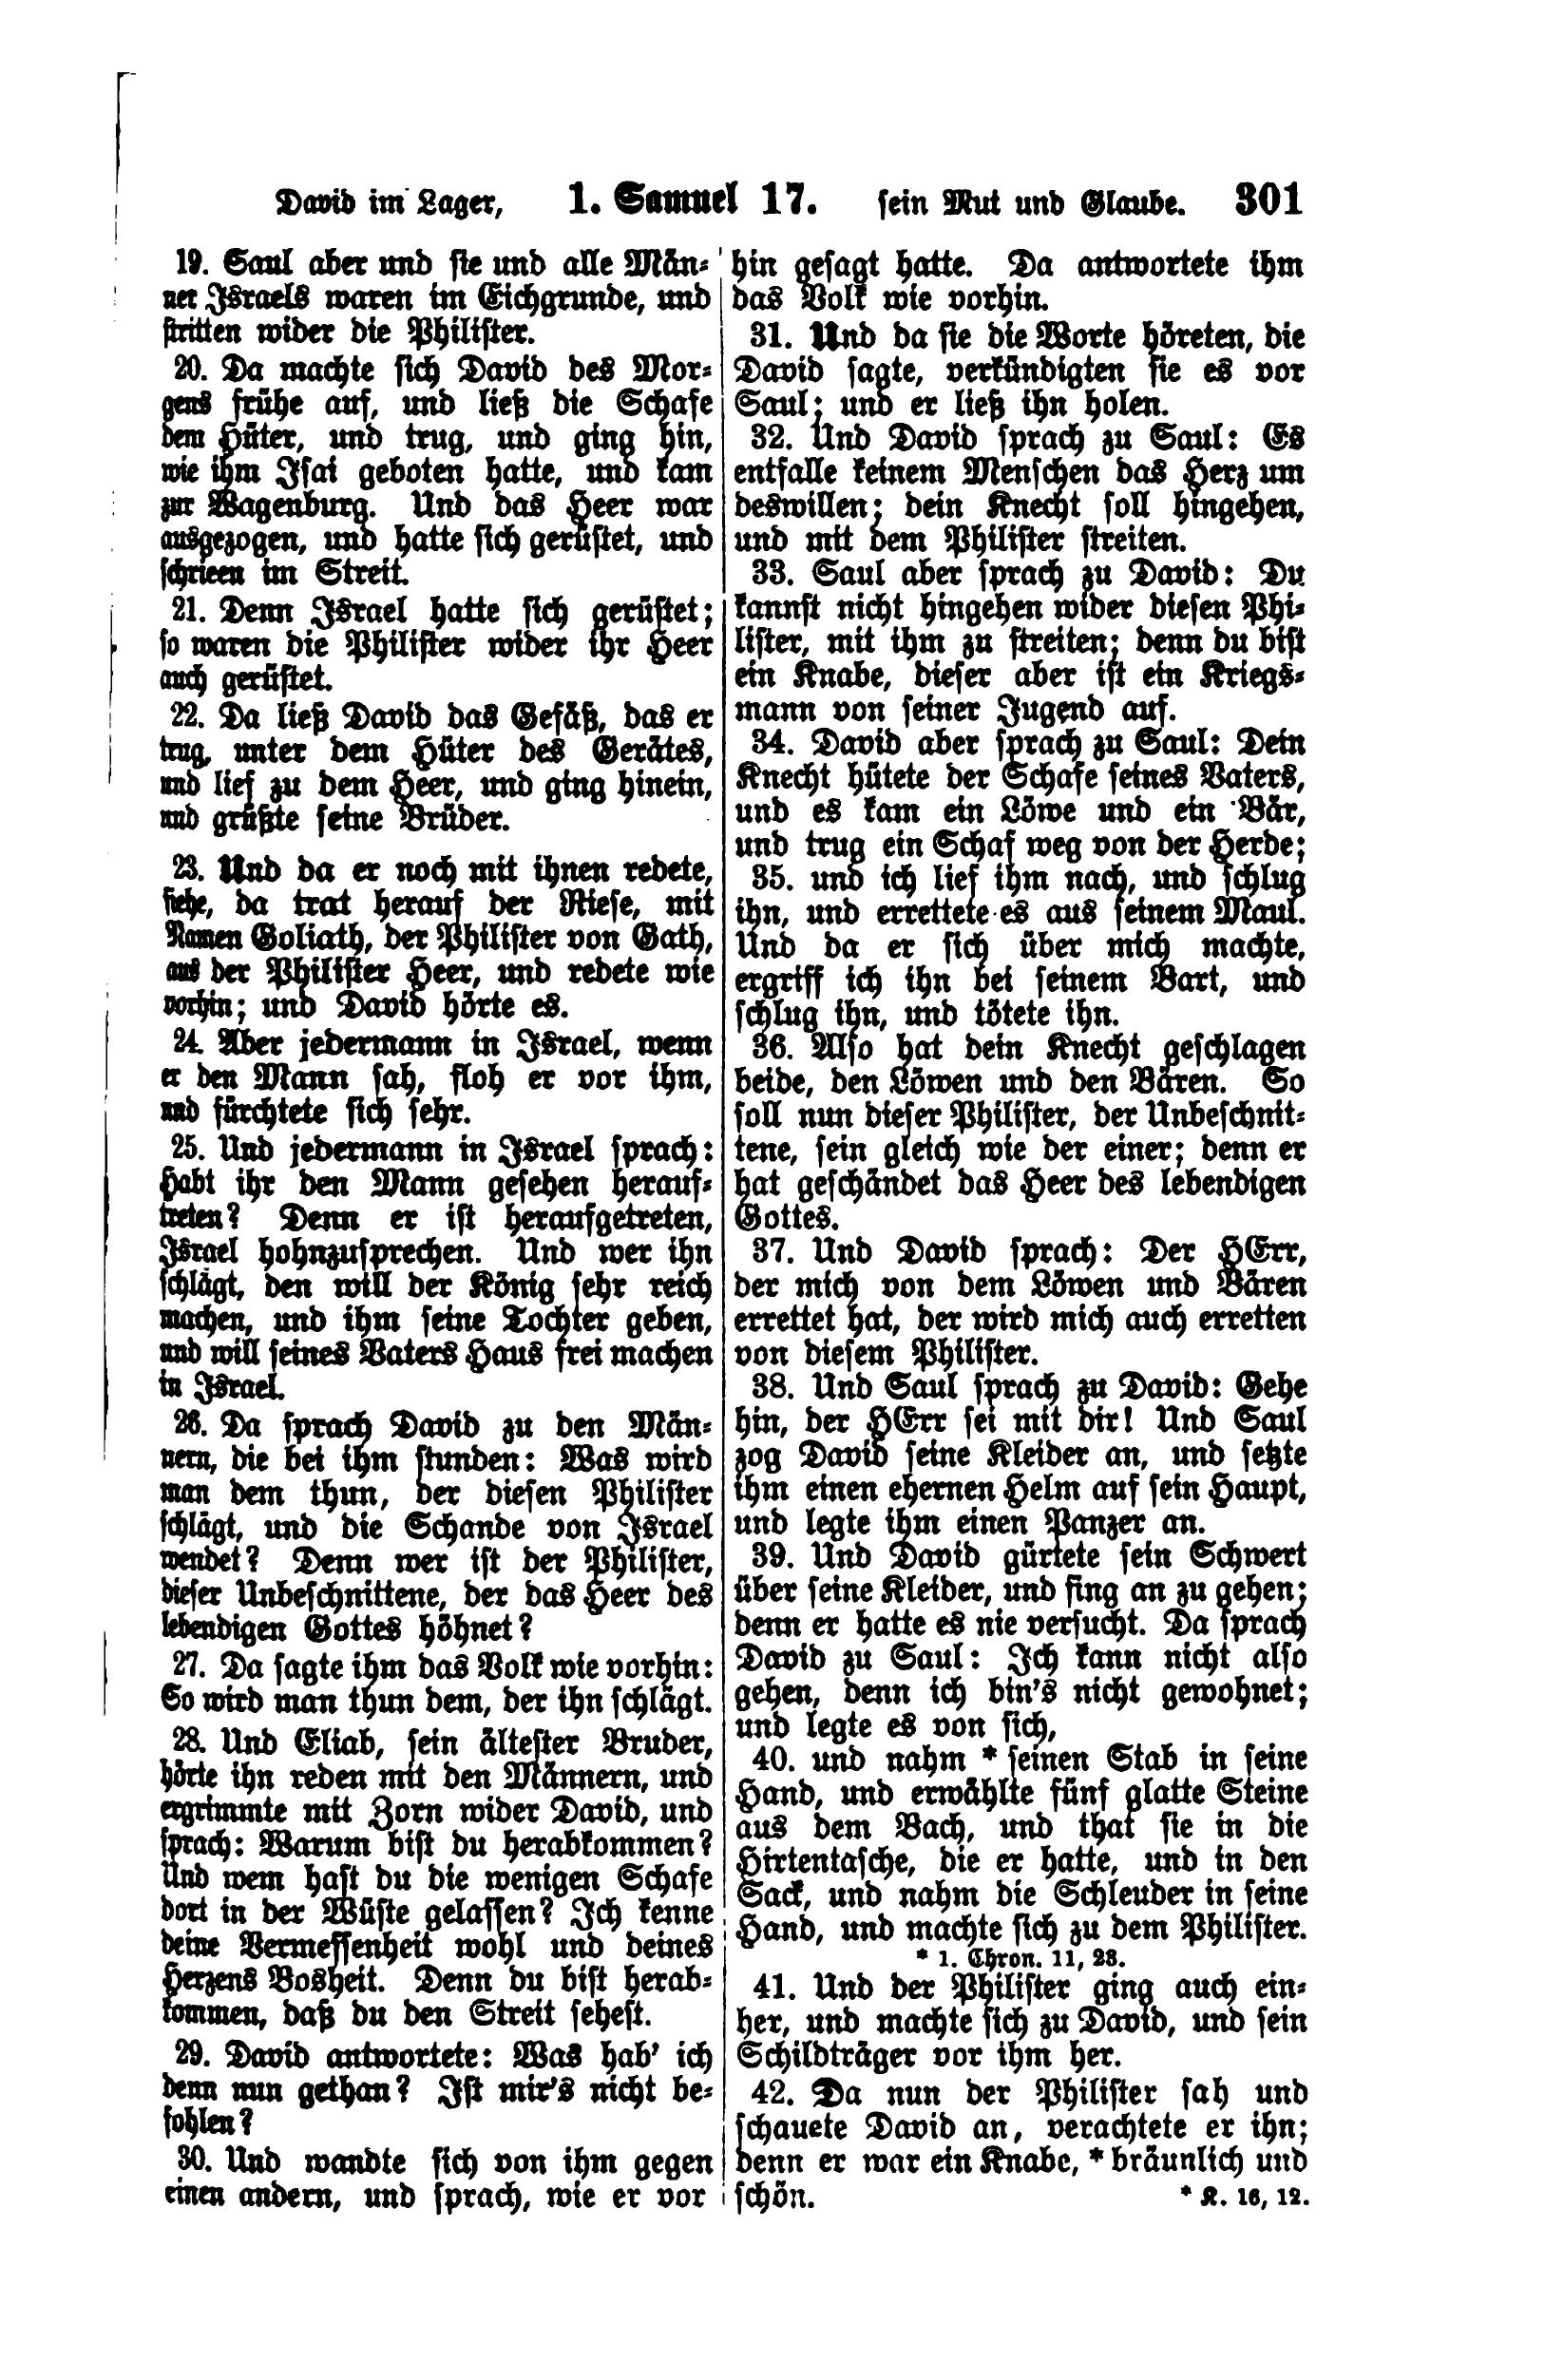 David im Lager, 1. Samuel 17. sein Mut und Glaube. 301
19. Saul aber und sie und alle Män-
ner Israels waren im Eichgrunde, und
stritten wider die Philister.
20. Da machte sich David des Mor-
gens frühe auf, und ließ die Schafe
dem Hüter, und trug, und ging hin,
wie ihm Isai geboten hatte, und kam
zur Wagenburg. Und das Heer war
ausgezogen, und hatte sich gerüstet, und
schrieen im Streit.
21. Denn Israel hatte sich gerüstet;
so waren die Philister wider ihr Heer
auch gerüstet.
22. Da ließ David das Gefäß, das er
trug, unter dem Hüter des Gerätes,
und lief zu dem Heer, und ging hinein,
und grüßte seine Brüder.
23. Und da er noch mit ihnen redete,
siehe, da trat herauf der Riese, mit
Namen Goliath, der Philister von Gath,
aus der Philister Heer, und redete wie
vorhin; und David hörte es.
24. Aber jedermann in Israel, wenn
er den Mann sah, floh er vor ihm,
und fürchtete sich sehr.
25. Und jedermann in Israel sprach:
Habt ihr den Mann gesehen herauf-
treten? Denn er ist heraufgetreten,
Israel hohnzusprechen. Und wer ihn
schlägt, den will der König sehr reich
machen, und ihm seine Tochter geben,
und will seines Vaters Haus frei machen
in Israel.
26. Da sprach David zu den Män-
nern, die bei ihm stunden: Was wird
man dem thun, der diesen Philister
schlägt, und die Schande von Israel
wendet? Denn wer ist der Philister,
dieser Unbeschnittene, der das Heer des
lebendigen Gottes höhnet?
27. Da sagte ihm das Volk wie vorhin:
So wird man thun dem, der ihn schlägt.
28. Und Eliab, sein ältester Bruder,
hörte ihn reden mit den Männern, und
ergrimmte mit Zorn wider David, und
sprach: Warum bist du herabkommen?
Und wem hast du die wenigen Schafe
dort in der Wüste gelassen? Ich kenne
deine Vermessenheit wohl und deines
Herzens Bosheit. Denn du bist herab-
kommen, daß du den Streit sehest.
29. David antwortete: Was hab' ich
denn nun gethan? Ist mir's nicht be-
fohlen?
30. Und wandte sich von ihm gegen
einen andern, und sprach, wie er vor
hin gesagt hatte. Da antwortete ihm
das Volk wie vorhin.
31. Und da sie die Worte höreten, die
David sagte, verkündigten sie es vor
Saul; und er ließ ihn holen.
32. Und David sprach zu Saul: Es
entfalle keinem Menschen das Herz um
deswillen; dein Knecht soll hingehen,
und mit dem Philister streiten.
33. Saul aber sprach zu David: Du
kannst nicht hingehen wider diesen Phi-
lister, mit ihm zu streiten; denn du bist
ein Knabe, dieser aber ist ein Kriegs-
mann von seiner Jugend auf.
34. David aber sprach zu Saul: Dein
Knecht hütete der Schafe seines Vaters,
und es kam ein Löwe und ein Bär,
und trug ein Schaf weg von der Herde;
35. und ich lief ihm nach, und schlug
ihn, und errettete es aus seinem Maul.
Und da er sich über mich machte,
ergriff ich ihn bei seinem Bart, und
schlug ihn, und tötete ihn.
36. Also hat dein Knecht geschlagen
beide, den Löwen und den Bären. So
soll nun dieser Philister, der Unbeschnit-
tene, sein gleich wie der einer; denn er
hat geschändet das Heer des lebendigen
Gottes.
37. Und David sprach: Der HErr,
der mich von dem Löwen und Bären
errettet hat, der wird mich auch erretten
von diesem Philister.
38. Und Saul sprach zu David: Gehe
hin, der HErr sei mit dir! Und Saul
zog David seine Kleider an, und setzte
ihm einen ehernen Helm auf sein Haupt,
und legte ihm einen Panzer an.
39. Und David gürtete sein Schwert
über seine Kleider, und fing an zu gehen;
denn er hatte es nie versucht. Da sprach
David zu Saul: Ich kann nicht also
gehen, denn ich bin's nicht gewohnet;
und legte es von sich,
40. und nahm * seinen Stab in seine
Hand, und erwählte fünf glatte Steine
aus dem Bach, und that sie in die
Hirtentasche, die er hatte, und in den
Sack, und nahm die Schleuder in seine
Hand, und machte sich zu dem Philister.
* 1. Chron. 11, 23.
41. Und der Philister ging auch ein-
her, und machte sich zu David, und sein
Schildträger vor ihm her.
42. Da nun der Philister sah und
schauete David an, verachtete er ihn;
denn er war ein Knabe, * bräunlich und
schön. * K. 16, 12.